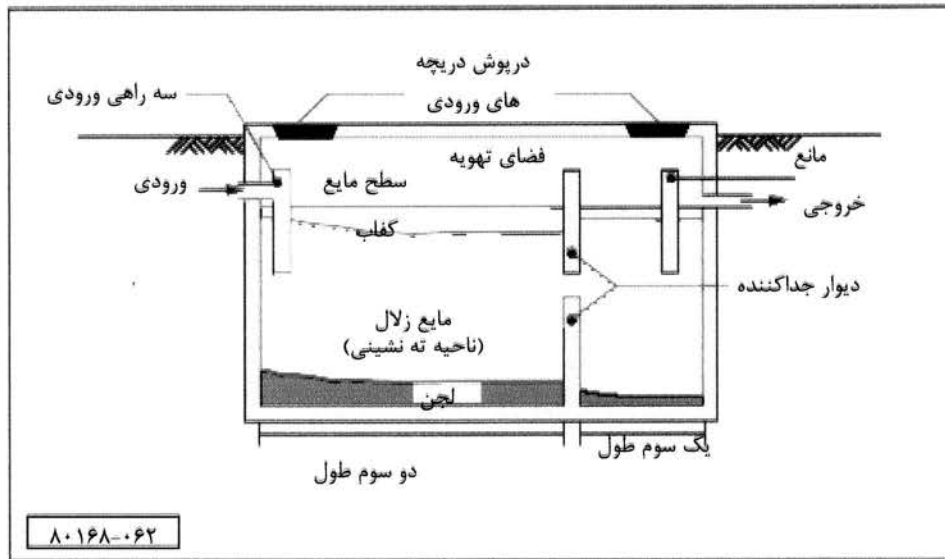 درپوش دریچه
های ورودی
سه راهی ورودی
فضای تهویه
مانع
ورودی
سطح مایع
خروجی
کفاب
دیوار جداکننده
مایع زلال
(ناحیه ته نشینی)
لجن
یک سوم طول
دو سوم طول
۸۰۱۶۸-۰۶۲